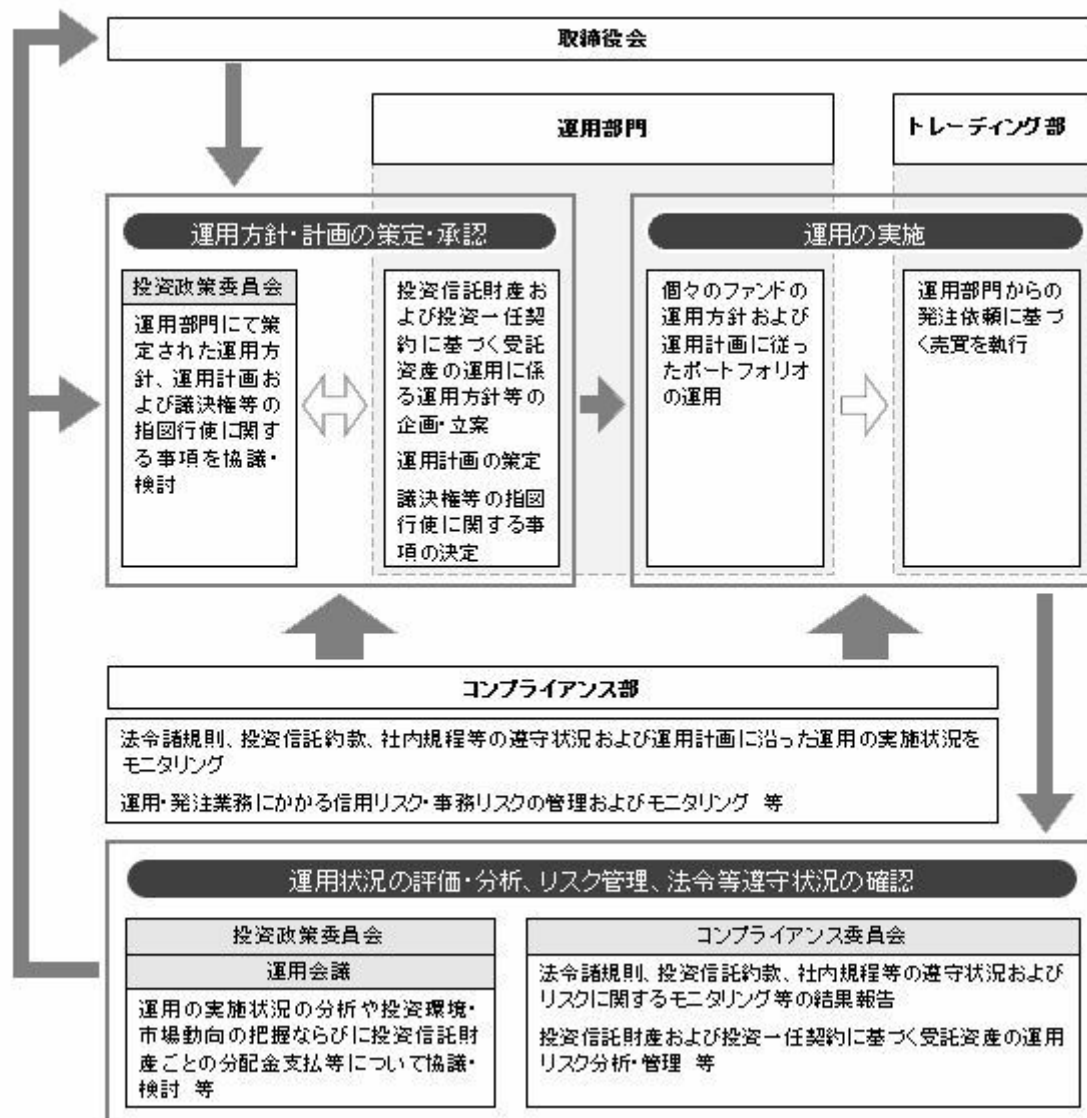 取締役会
運用部門
トレーディング部
運用方針・計画の策定・承認
投資政策委員会
運用部門にて策
定された運用方
針、運用計画お
よび議決権等の
指図行使に関す
る事項を協議・
検討
投資信託財産お
よび投資一任契
約に基づく受託
資産の運用に係
る運用方針等の
企画・立案
運用計画の策定
議決権等の指図
行使に関する事
項の決定
運用の実施
個々のファンドの
運用方針および
運用計画に従っ
たポートフォリオ
の運用
運用部門からの
発注依頼に基づ
く売買を執行
コンプライアンス部
法令諸規則、投資信託約款、社内規程等の遵守状況および運用計画に沿った運用の実施状況を
モニタリング
運用・発注業務にかかる信用リスク・事務リスクの管理およびモニタリング 等
運用状況の評価・分析、リスク管理、法令等遵守状況の確認
投資政策委員会
運用会議
運用の実施状況の分析や投資環境・
市場動向の把握ならびに投資信託財
産ごとの分配金支払等について協議・
検討 等
コンプライアンス委員会
法令諸規則、投資信託約款、社内規程等の遵守状況および
リスクに関するモニタリング等の結果報告
投資信託財産および投資一任契約に基づく受託資産の運用
リスク分析・管理 等